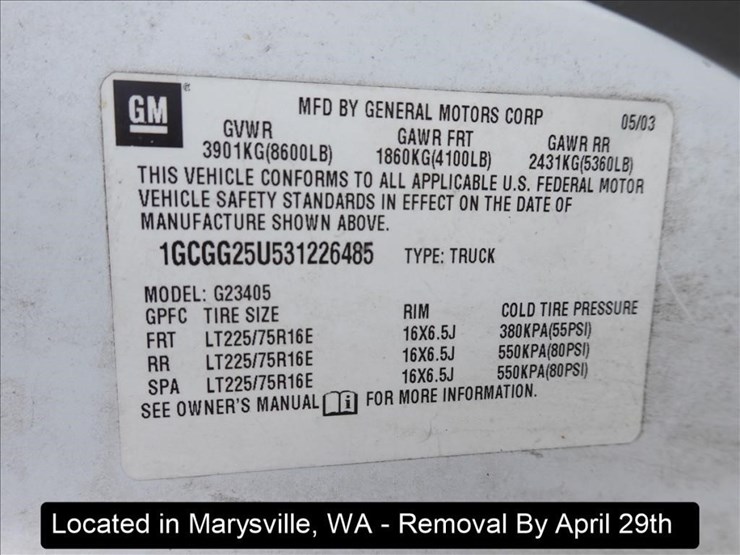 GM
MFD BY GENERAL MOTORS CORP 05/03
GVWR GAWR FRT GAWR RR
3901KG(8600LB) 1860KG(4100LB) 2431KG(5360LB)
THIS VEHICLE CONFORMS TO ALL APPLICABLE U.S. FEDERAL MOTOR
VEHICLE SAFETY STANDARDS IN EFFECT ON THE DATE OF
MANUFACTURE SHOWN ABOVE.
1GCGG25U531226485 TYPE: TRUCK
MODEL: G23405
GPFC TIRE SIZE RIM COLD TIRE PRESSURE
FRT LT225/75R16E 16X6.5J 380KPA(55PSI)
RR LT225/75R16E 16X6.5J 550KPA(80PSI)
SPA LT225/75R16E 16X6.5J 550KPA(80PSI)
SEE OWNER'S MANUAL i FOR MORE INFORMATION.
Located in Marysville, WA - Removal By April 29th